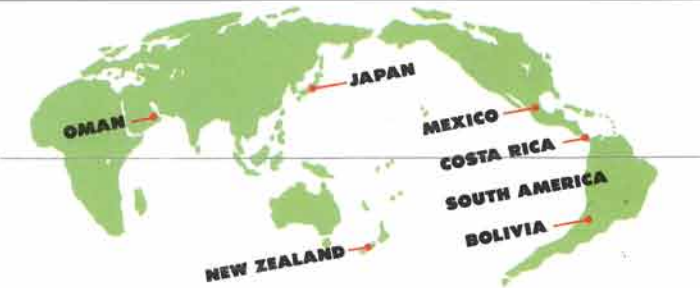 JAPAN
OMAN
MEXICO
COSTA RICA
SOUTH AMERICA
BOLIVIA
NEW ZEALAND